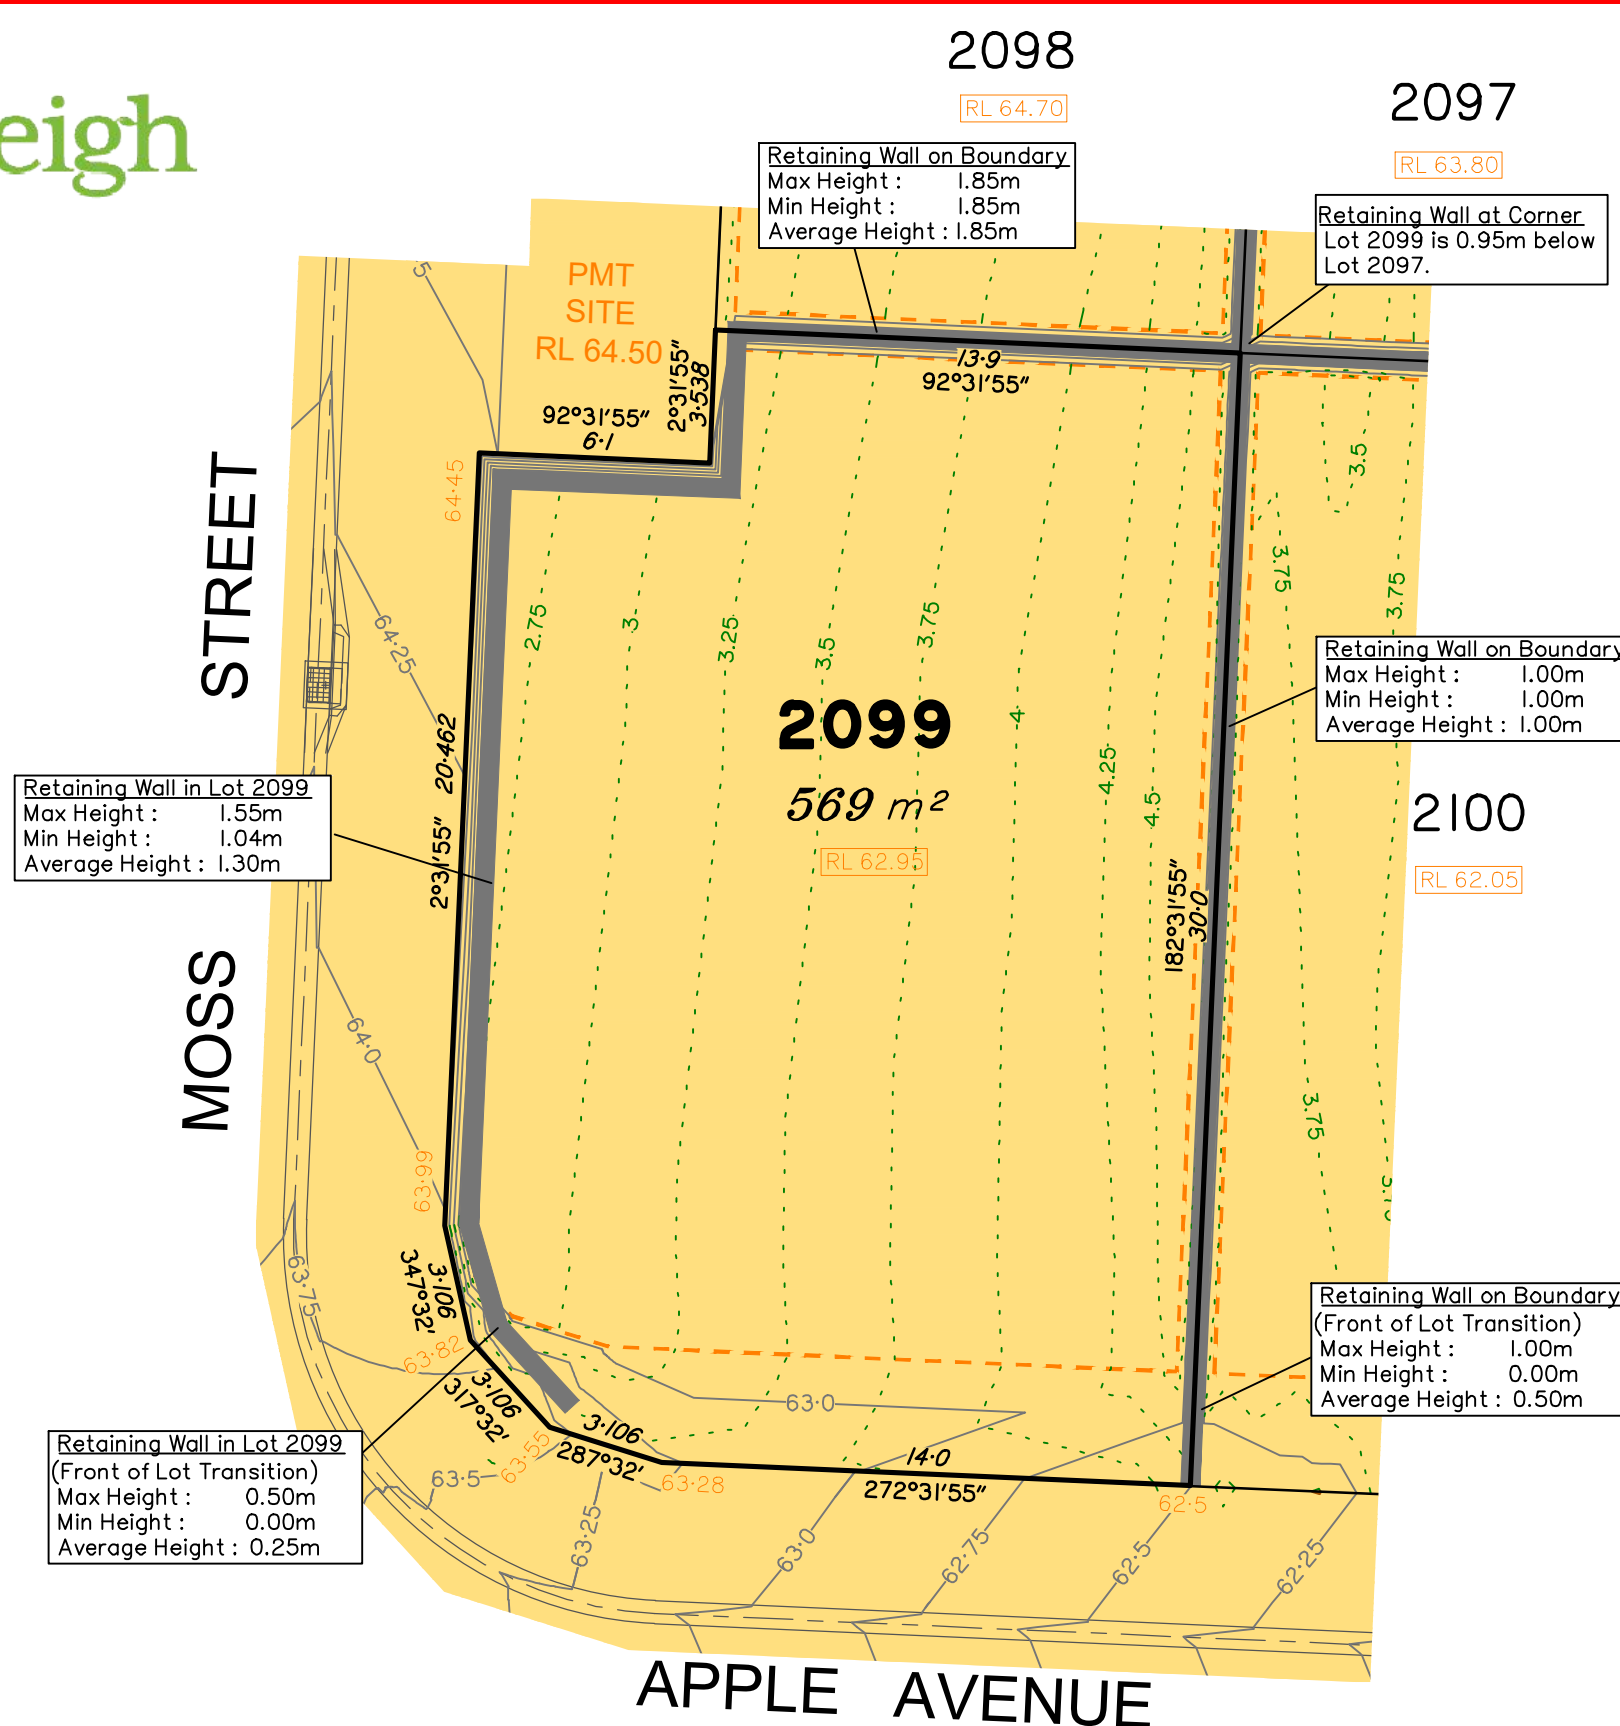 eigh
2098
RL 64.70
2097
RL 63.80
Retaining Wall on Boundary
Max Height : 1.85m
Min Height : 1.85m
Average Height : 1.85m
Retaining Wall at Corner
Lot 2099 is 0.95m below
Lot 2097.
PMT
SITE
RL 64.50
2°31'55"
3·538
92°31'55"
6·1
13·9
92°31'55"
64·45
3.5
STREET
64·25
2.75
3
3.25
3.5
3.75
4
4.25
4.5
3.75
3.75
2099
569 m²
RL 62.95
20·462
2°31'55"
Retaining Wall in Lot 2099
Max Height : 1.55m
Min Height : 1.04m
Average Height : 1.30m
Retaining Wall on Boundary
Max Height : 1.00m
Min Height : 1.00m
Average Height : 1.00m
2100
RL 62.05
182°31'55"
30·0
MOSS
64·0
63·99
3.75
63·75
3·106
347°32'
63·82
3·106
317°32'
63·55
3·106
287°32'
63·28
63·0
14·0
272°31'55"
62·5
Retaining Wall on Boundary
(Front of Lot Transition)
Max Height : 1.00m
Min Height : 0.00m
Average Height : 0.50m
Retaining Wall in Lot 2099
(Front of Lot Transition)
Max Height : 0.50m
Min Height : 0.00m
Average Height : 0.25m
63·5
63·25
63·0
62·75
62·5
62·25
APPLE AVENUE